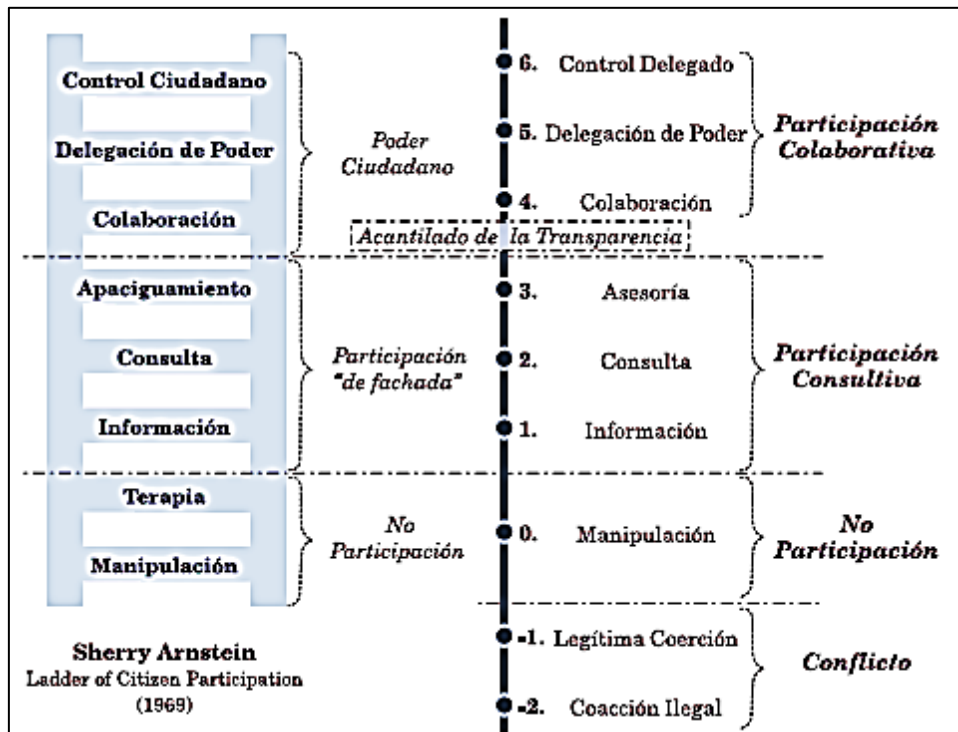 Control Ciudadano
Delegación de Poder
Colaboración
Poder
Ciudadano
Apaciguamiento
Consulta
Información
Participación
"de fachada"
Terapia
Manipulación
No
Participación
Sherry Arnstein
Ladder of Citizen Participation
(1969)
6. Control Delegado
5. Delegación de Poder
4. Colaboración
Participación
Colaborativa
Acantilado de la Transparencia
3. Asesoría
2. Consulta
1. Información
Participación
Consultiva
0. Manipulación
No
Participación
-1. Legítima Coerción
-2. Coacción Ilegal
Conflicto